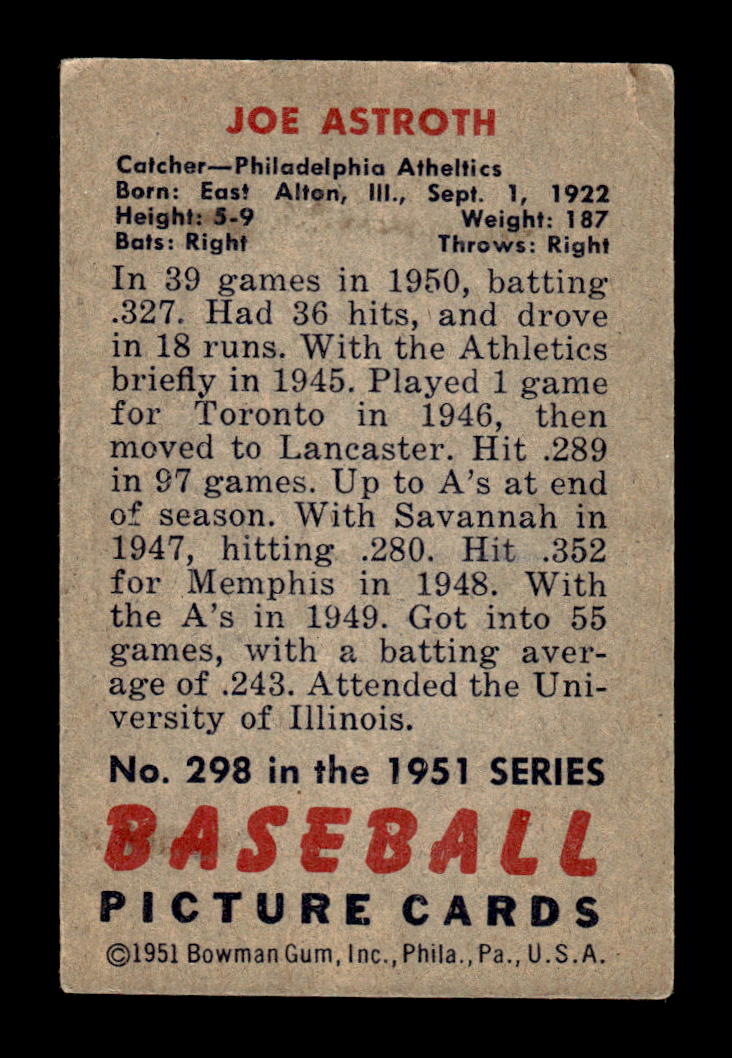 JOE ASTROTH
Catcher—Philadelphia Atheltics
Born: East Alton, Ill., Sept. 1, 1922
Height: 5-9 Weight: 187
Bats: Right Throws: Right
In 39 games in 1950, batting
.327. Had 36 hits, and drove
in 18 runs. With the Athletics
briefly in 1945. Played 1 game
for Toronto in 1946, then
moved to Lancaster. Hit .289
in 97 games. Up to A's at end
of season. With Savannah in
1947, hitting .280. Hit .352
for Memphis in 1948. With
the A's in 1949. Got into 55
games, with a batting aver-
age of .243. Attended the Uni-
versity of Illinois.
No. 298 in the 1951 SERIES
BASEBALL
PICTURE CARDS
©1951 Bowman Gum, Inc., Phila., Pa., U.S.A.